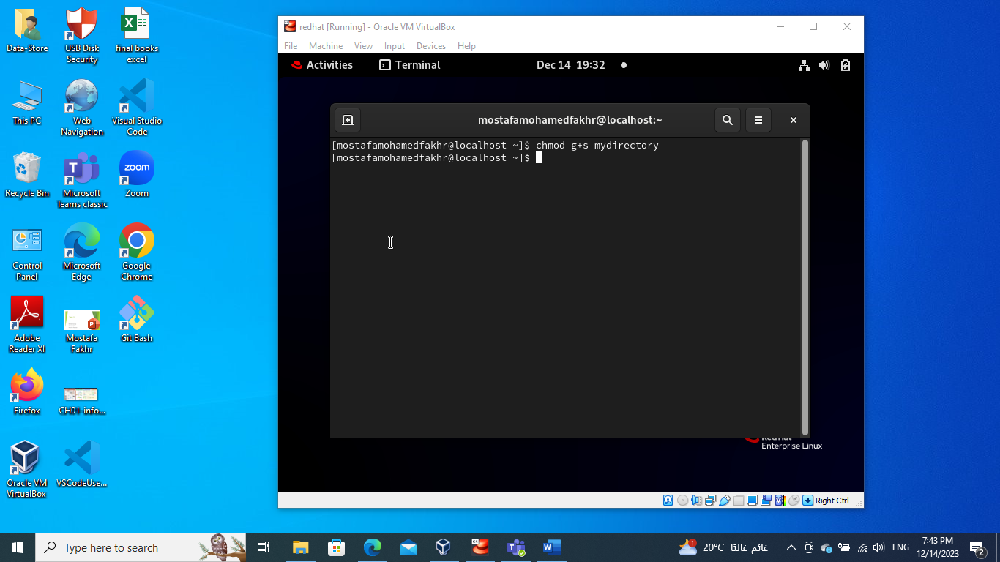 Data-Store
USB Disk
Security
final books
excel
This PC
Web
Navigation
Visual Studio
Code
Recycle Bin
Microsoft
Teams classic
zoom
Zoom
Control
Panel
Microsoft
Edge
Google
Chrome
Adobe
Reader XI
Mostafa
Fakhr
Git Bash
Firefox
CH01-info...
Oracle VM
VirtualBox
VSCodeUse...
redhat [Running] - Oracle VM VirtualBox
File Machine View Input Devices Help
Activities Terminal Dec 14 19:32
mostafamohamedfakhr@localhost:~
[mostafamohamedfakhr@localhost ~]$ chmod g+s mydirectory
[mostafamohamedfakhr@localhost ~]$
Red Hat
Enterprise Linux
Right Ctrl
Type here to search
20°C غائم غالبًا
ENG
7:43 PM
12/14/2023
2